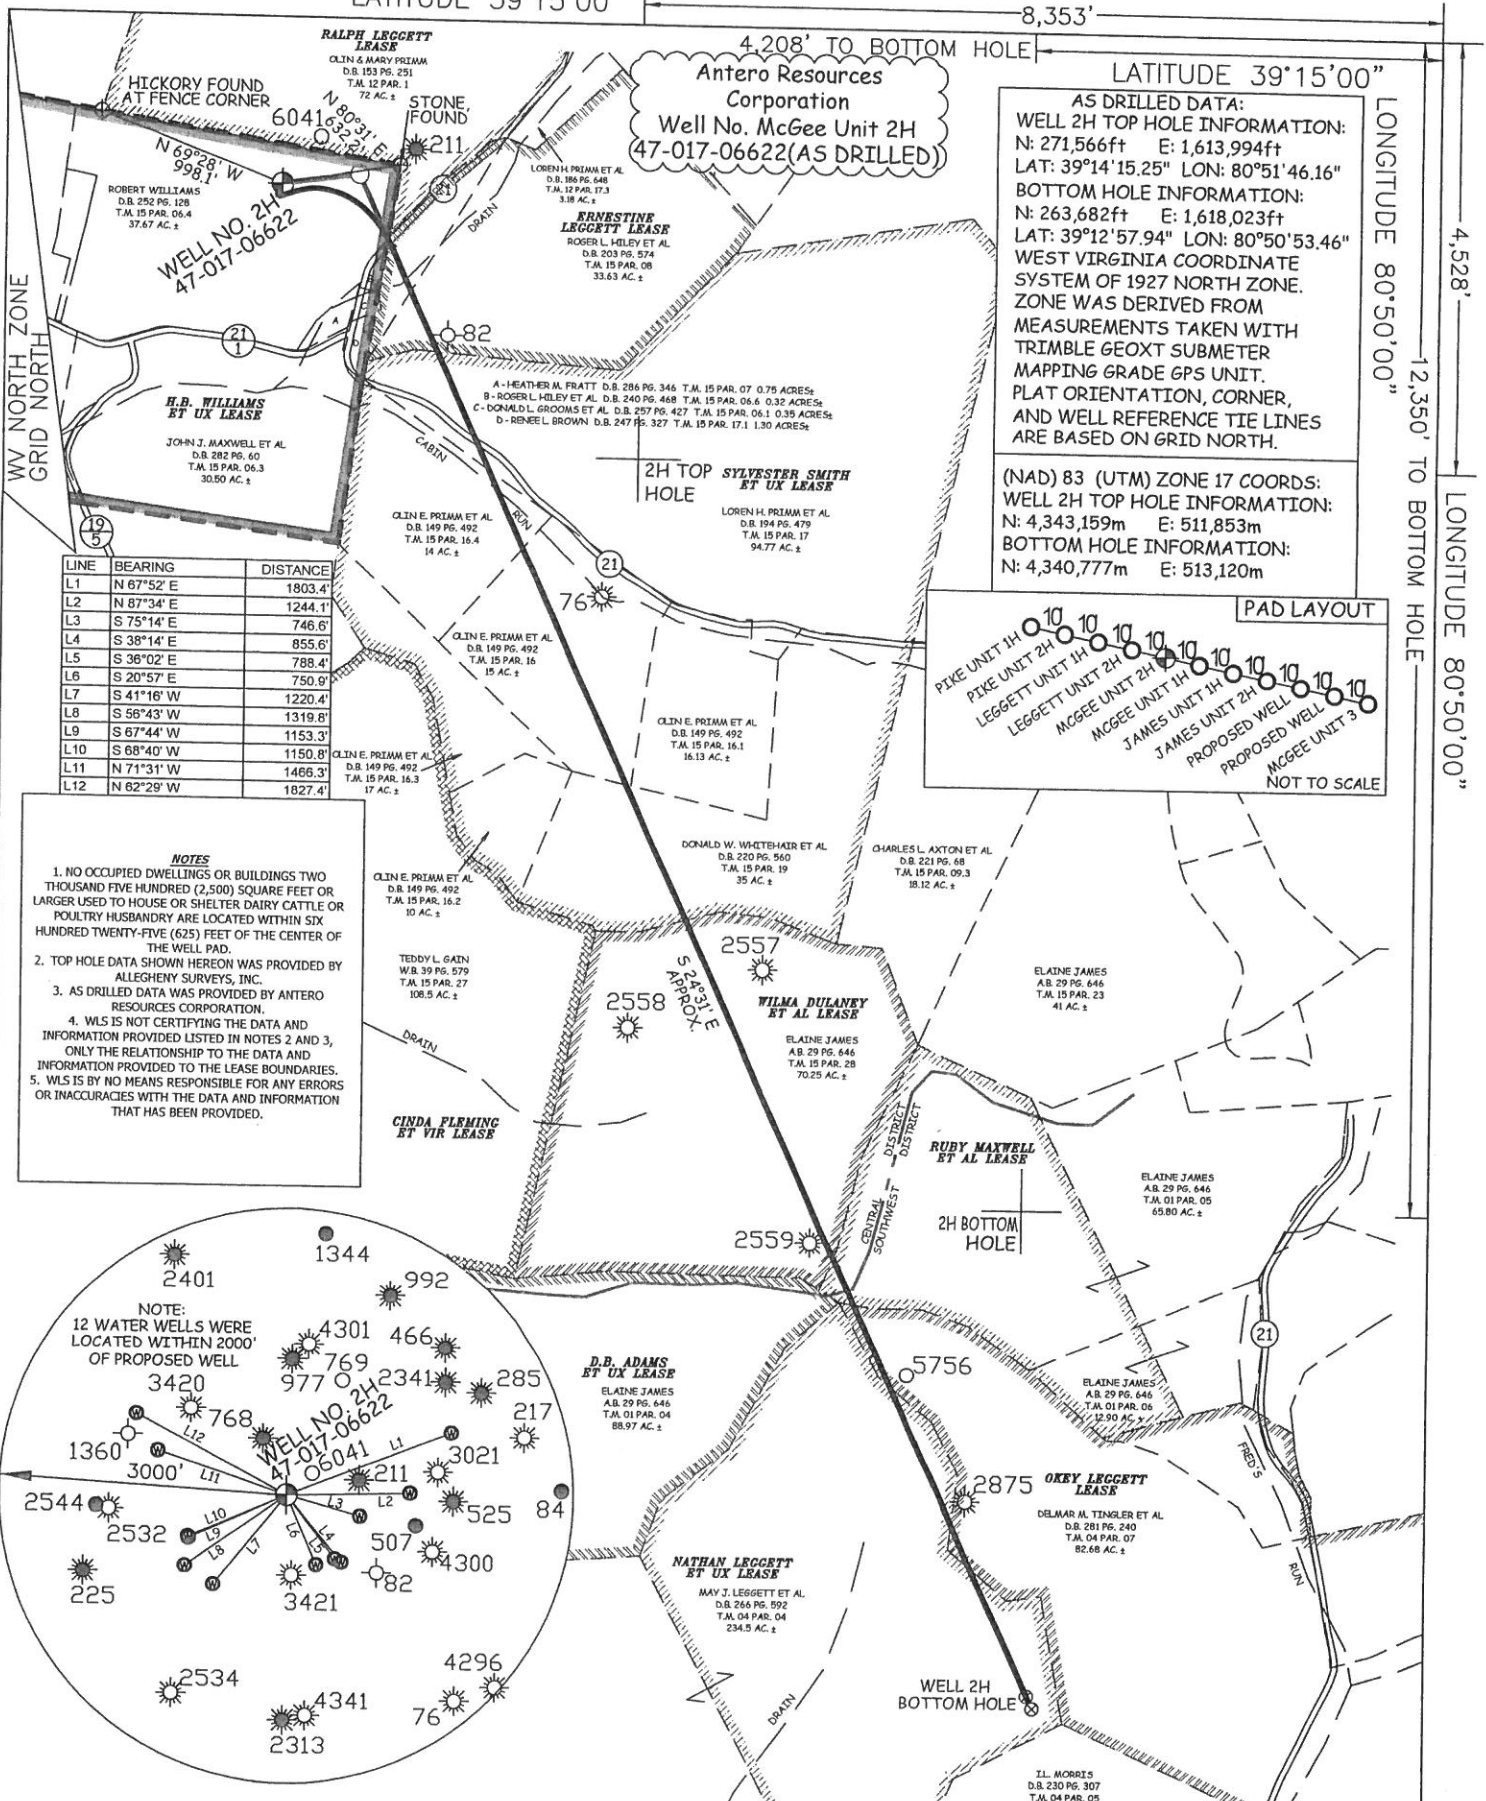 LATITUDE 39°15'00"
8,353'
4,208' TO BOTTOM HOLE
LATITUDE 39°15'00"
Antero Resources
Corporation
Well No. McGee Unit 2H
47-017-06622(AS DRILLED)
AS DRILLED DATA:
WELL 2H TOP HOLE INFORMATION:
N: 271,566ft E: 1,613,994ft
LAT: 39°14'15.25" LON: 80°51'46.16"
BOTTOM HOLE INFORMATION:
N: 263,682ft E: 1,618,023ft
LAT: 39°12'57.94" LON: 80°50'53.46"
WEST VIRGINIA COORDINATE
SYSTEM OF 1927 NORTH ZONE.
ZONE WAS DERIVED FROM
MEASUREMENTS TAKEN WITH
TRIMBLE GEOXT SUBMETER
MAPPING GRADE GPS UNIT.
PLAT ORIENTATION, CORNER,
AND WELL REFERENCE TIE LINES
ARE BASED ON GRID NORTH.
(NAD) 83 (UTM) ZONE 17 COORDS:
WELL 2H TOP HOLE INFORMATION:
N: 4,343,159m E: 511,853m
BOTTOM HOLE INFORMATION:
N: 4,340,777m E: 513,120m
LONGITUDE 80°50'00"
4,528'
12,350' TO BOTTOM HOLE
LONGITUDE 80°50'00"
PAD LAYOUT
10'
10'
10'
10'
10'
10'
10'
10'
10'
10'
PIKE UNIT 1H
PIKE UNIT 2H
LEGGETT UNIT 1H
LEGGETT UNIT 2H
MCGEE UNIT 2H
MCGEE UNIT 1H
JAMES UNIT 1H
JAMES UNIT 2H
PROPOSED WELL
PROPOSED WELL
MCGEE UNIT 3
NOT TO SCALE
RALPH LEGGETT
LEASE
OLIN & MARY PRIMM
D.B. 153 PG. 251
T.M. 12 PAR. 1
72 AC. ±
HICKORY FOUND
AT FENCE CORNER
6041
N 80°31' E
632.2'
STONE,
FOUND
211
N 69°28' W
998.1'
ROBERT WILLIAMS
D.B. 252 PG. 128
T.M. 15 PAR. 06.4
37.67 AC. ±
WELL NO. 2H
47-017-06622
21
DRAIN
LOREN H. PRIMM ET AL
D.B. 186 PG. 648
T.M. 12 PAR. 17.3
3.18 AC. ±
ERNESTINE
LEGGETT LEASE
ROGER L. HILEY ET AL
D.B. 203 PG. 574
T.M. 15 PAR. 08
33.63 AC. ±
WV NORTH ZONE
GRID NORTH
21
1
82
A - HEATHER M. FRATT D.B. 286 PG. 346 T.M. 15 PAR. 07 0.75 ACRES±
B - ROGER L. HILEY ET AL D.B. 240 PG. 468 T.M. 15 PAR. 06.6 0.32 ACRES±
C - DONALD L. GROOMS ET AL D.B. 257 PG. 427 T.M. 15 PAR. 06.1 0.35 ACRES±
D - RENEE L. BROWN D.B. 247 PG. 327 T.M. 15 PAR. 17.1 1.30 ACRES±
H.B. WILLIAMS
ET UX LEASE
JOHN J. MAXWELL ET AL
D.B. 282 PG. 60
T.M. 15 PAR. 06.3
30.50 AC. ±
19
5
CABIN
RUN
2H TOP
HOLE
SYLVESTER SMITH
ET UX LEASE
LOREN H. PRIMM ET AL
D.B. 194 PG. 479
T.M. 15 PAR. 17
94.77 AC. ±
OLIN E. PRIMM ET AL
D.B. 149 PG. 492
T.M. 15 PAR. 16.4
14 AC. ±
21
76
LINE BEARING DISTANCE
L1 N 67°52' E 1803.4'
L2 N 87°34' E 1244.1'
L3 S 75°14' E 746.6'
L4 S 38°14' E 855.6'
L5 S 36°02' E 788.4'
L6 S 20°57' E 750.9'
L7 S 41°16' W 1220.4'
L8 S 56°43' W 1319.8'
L9 S 67°44' W 1153.3'
L10 S 68°40' W 1150.8'
L11 N 71°31' W 1466.3'
L12 N 62°29' W 1827.4'
OLIN E. PRIMM ET AL
D.B. 149 PG. 492
T.M. 15 PAR. 16
15 AC. ±
OLIN E. PRIMM ET AL
D.B. 149 PG. 492
T.M. 15 PAR. 16.1
16.13 AC. ±
OLIN E. PRIMM ET AL
D.B. 149 PG. 492
T.M. 15 PAR. 16.3
17 AC. ±
OLIN E. PRIMM ET AL
D.B. 149 PG. 492
T.M. 15 PAR. 16.2
10 AC. ±
DONALD W. WHITEHAIR ET AL
D.B. 220 PG. 560
T.M. 15 PAR. 19
35 AC. ±
CHARLES L. AXTON ET AL
D.B. 221 PG. 68
T.M. 15 PAR. 09.3
18.12 AC. ±
NOTES
1. NO OCCUPIED DWELLINGS OR BUILDINGS TWO
THOUSAND FIVE HUNDRED (2,500) SQUARE FEET OR
LARGER USED TO HOUSE OR SHELTER DAIRY CATTLE OR
POULTRY HUSBANDRY ARE LOCATED WITHIN SIX
HUNDRED TWENTY-FIVE (625) FEET OF THE CENTER OF
THE WELL PAD.
2. TOP HOLE DATA SHOWN HEREON WAS PROVIDED BY
ALLEGHENY SURVEYS, INC.
3. AS DRILLED DATA WAS PROVIDED BY ANTERO
RESOURCES CORPORATION.
4. WLS IS NOT CERTIFYING THE DATA AND
INFORMATION PROVIDED LISTED IN NOTES 2 AND 3,
ONLY THE RELATIONSHIP TO THE DATA AND
INFORMATION PROVIDED TO THE LEASE BOUNDARIES.
5. WLS IS BY NO MEANS RESPONSIBLE FOR ANY ERRORS
OR INACCURACIES WITH THE DATA AND INFORMATION
THAT HAS BEEN PROVIDED.
TEDDY L. GAIN
W.B. 39 PG. 579
T.M. 15 PAR. 27
108.5 AC. ±
DRAIN
2557
2558
S 24°31' E
APPROX.
WILMA DULANEY
ET AL LEASE
ELAINE JAMES
A.B. 29 PG. 646
T.M. 15 PAR. 28
70.25 AC. ±
ELAINE JAMES
A.B. 29 PG. 646
T.M. 15 PAR. 23
41 AC. ±
CINDA FLEMING
ET VIR LEASE
CENTRAL DISTRICT
SOUTHWEST DISTRICT
RUBY MAXWELL
ET AL LEASE
2H BOTTOM
HOLE
ELAINE JAMES
A.B. 29 PG. 646
T.M. 01 PAR. 05
65.80 AC. ±
2559
21
5756
D.B. ADAMS
ET UX LEASE
ELAINE JAMES
A.B. 29 PG. 646
T.M. 01 PAR. 04
88.97 AC. ±
ELAINE JAMES
A.B. 29 PG. 646
T.M. 01 PAR. 06
12.90 AC. ±
FRED'S
RUN
2875
OKEY LEGGETT
LEASE
DELMAR M. TINGLER ET AL
D.B. 281 PG. 240
T.M. 04 PAR. 07
82.68 AC. ±
NATHAN LEGGETT
ET UX LEASE
MAY J. LEGGETT ET AL
D.B. 266 PG. 592
T.M. 04 PAR. 04
234.5 AC. ±
DRAIN
WELL 2H
BOTTOM HOLE
I.L. MORRIS
D.B. 230 PG. 307
T.M. 04 PAR. 05
2401
1344
992
NOTE:
12 WATER WELLS WERE
LOCATED WITHIN 2000'
OF PROPOSED WELL
4301
466
769
977
2341
285
3420
768
217
WELL NO. 2H
47-017-06622
6041
1360
3000'
L12
L11
L1
3021
211
L2
L3
2544
2532
525
84
L10
L9
L8
L7
L6
L5
L4
507
4300
82
225
3421
2534
4296
4341
76
2313